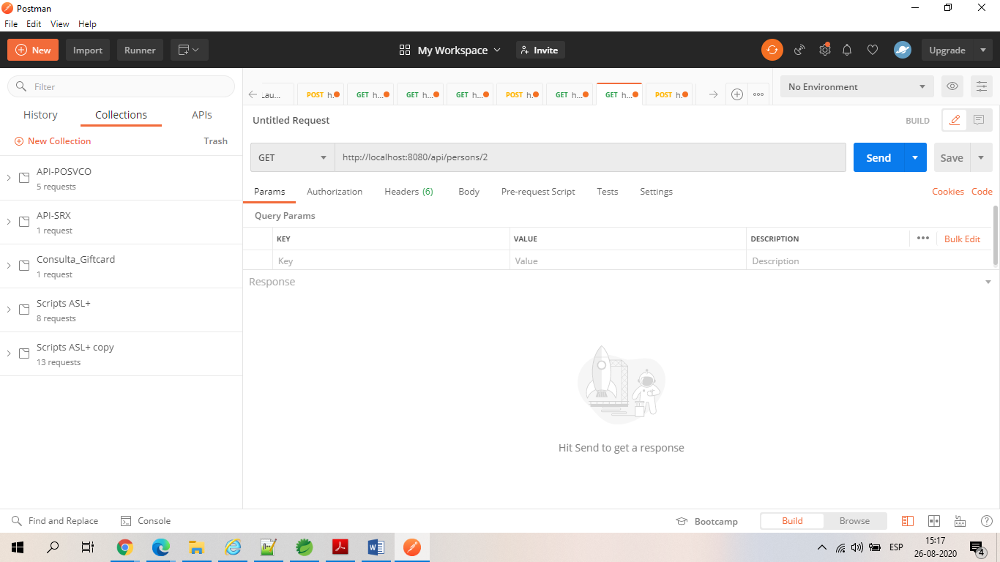 Postman
File Edit View Help
New Import Runner My Workspace Invite Upgrade
Filter
History Collections APIs
New Collection Trash
API-POSVCO
5 requests
API-SRX
1 request
Consulta_Giftcard
1 request
Scripts ASL+
8 requests
Scripts ASL+ copy
13 requests
Lau... POST h. GET h... GET h... GET h... POST h. GET h... GET h... POST h.
No Environment
Untitled Request BUILD
GET http://localhost:8080/api/persons/2 Send Save
Params Authorization Headers (6) Body Pre-request Script Tests Settings Cookies Code
Query Params
KEY VALUE DESCRIPTION ••• Bulk Edit
Key Value Description
Response
Hit Send to get a response
Find and Replace Console Bootcamp Build Browse
ESP
15:17
26-08-2020
4